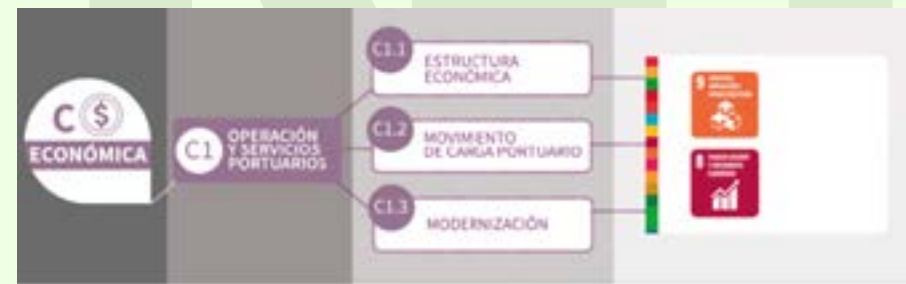 C $
ECONÓMICA
C1
OPERACIÓN
Y SERVICIOS
PORTUARIOS
C1.1
ESTRUCTURA
ECONÓMICA
C1.2
MOVIMIENTO
DE CARGA PORTUARIO
C1.3
MODERNIZACIÓN
9
8